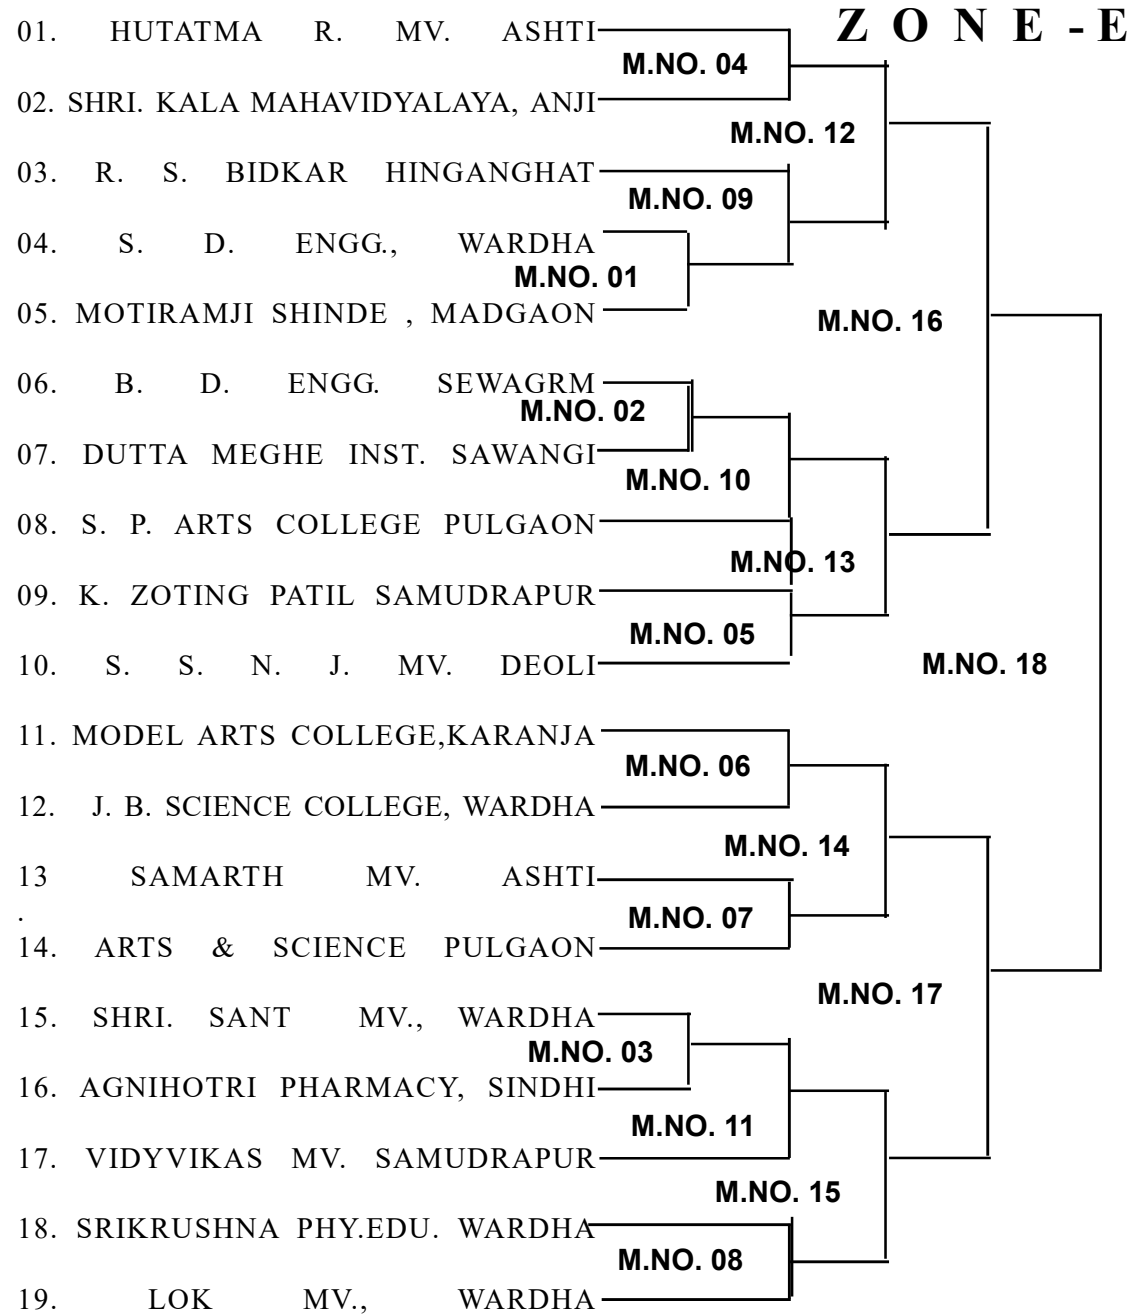 Z O N E - E
01. HUTATMA R. MV. ASHTI
M.NO. 04
02. SHRI. KALA MAHAVIDYALAYA, ANJI
M.NO. 12
03. R. S. BIDKAR HINGANGHAT
M.NO. 09
04. S. D. ENGG., WARDHA
M.NO. 01
05. MOTIRAMJI SHINDE , MADGAON
M.NO. 16
06. B. D. ENGG. SEWAGRM
M.NO. 02
07. DUTTA MEGHE INST. SAWANGI
M.NO. 10
08. S. P. ARTS COLLEGE PULGAON
M.NO. 13
09. K. ZOTING PATIL SAMUDRAPUR
M.NO. 05
10. S. S. N. J. MV. DEOLI
M.NO. 18
11. MODEL ARTS COLLEGE,KARANJA
M.NO. 06
12. J. B. SCIENCE COLLEGE, WARDHA
M.NO. 14
13 SAMARTH MV. ASHTI
.
M.NO. 07
14. ARTS & SCIENCE PULGAON
M.NO. 17
15. SHRI. SANT MV., WARDHA
M.NO. 03
16. AGNIHOTRI PHARMACY, SINDHI
M.NO. 11
17. VIDYVIKAS MV. SAMUDRAPUR
M.NO. 15
18. SRIKRUSHNA PHY.EDU. WARDHA
M.NO. 08
19. LOK MV., WARDHA